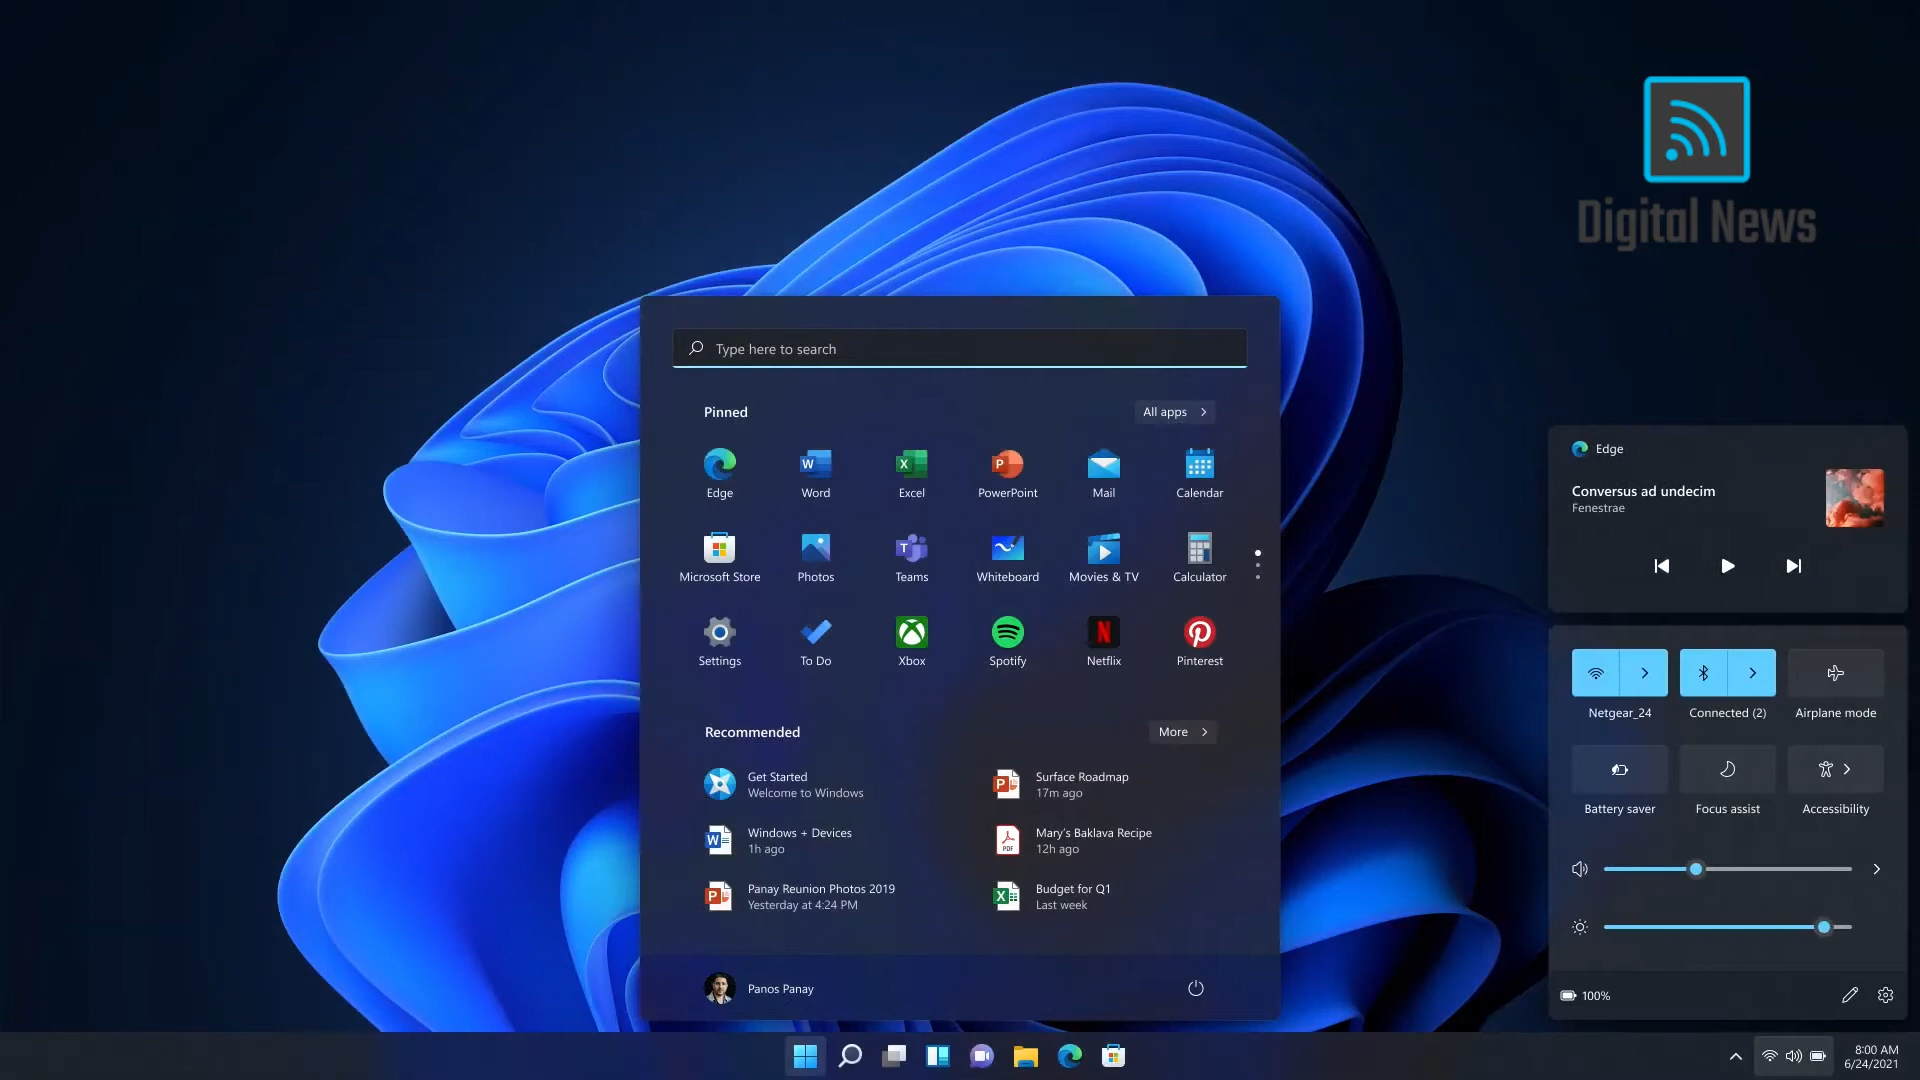 Digital News
Type here to search
Pinned
All apps
Edge
Word
Excel
PowerPoint
Mail
Calendar
Microsoft Store
Photos
Teams
Whiteboard
Movies & TV
Calculator
Settings
To Do
Xbox
Spotify
Netflix
Pinterest
Recommended
More
Get Started
Welcome to Windows
Surface Roadmap
17m ago
Windows + Devices
1h ago
Mary's Baklava Recipe
12h ago
PDF
Panay Reunion Photos 2019
Yesterday at 4:24 PM
Budget for Q1
Last week
Panos Panay
Edge
Conversus ad undecim
Fenestrae
Netgear_24
Connected (2)
Airplane mode
Battery saver
Focus assist
Accessibility
100%
8:00 AM
6/24/2021